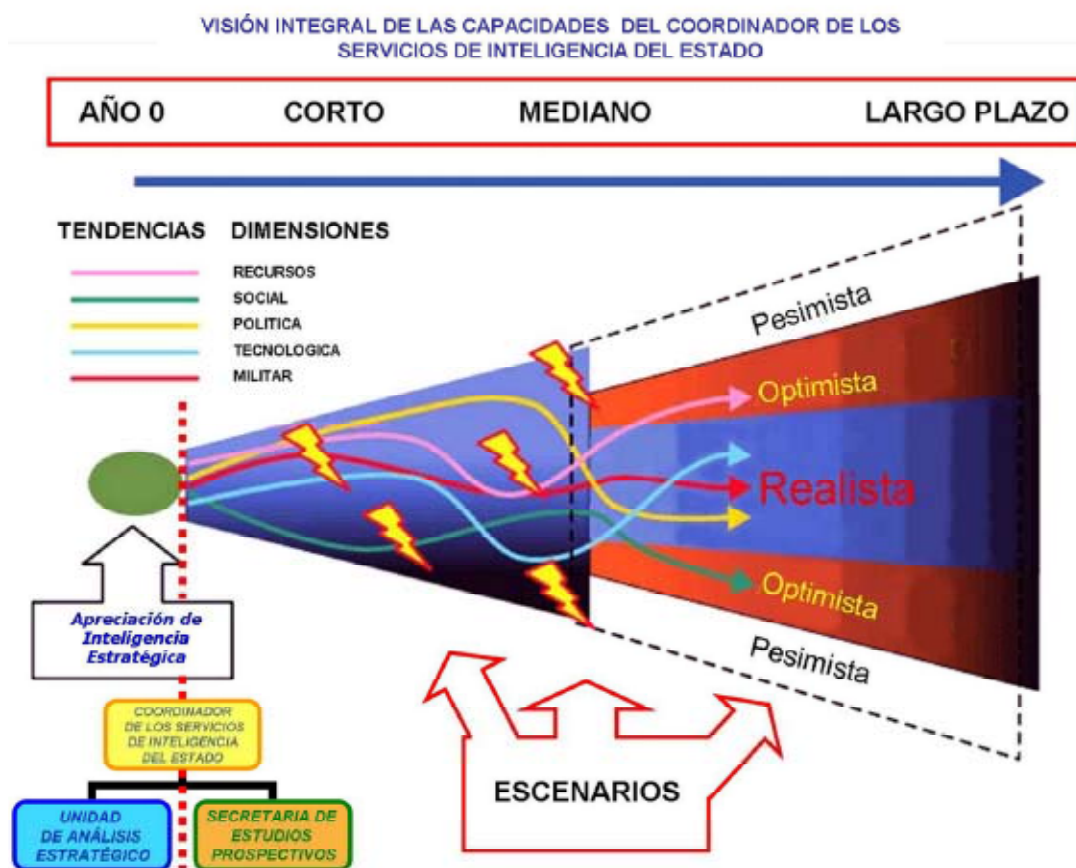 VISIÓN INTEGRAL DE LAS CAPACIDADES DEL COORDINADOR DE LOS
SERVICIOS DE INTELIGENCIA DEL ESTADO
AÑO 0 CORTO MEDIANO LARGO PLAZO
TENDENCIAS DIMENSIONES
RECURSOS
SOCIAL
POLITICA
TECNOLOGICA
MILITAR
Pesimista
Optimista
Realista
Optimista
Pesimista
Apreciación de
Inteligencia
Estratégica
COORDINADOR
DE LOS SERVICIOS
DE INTELIGENCIA
DEL ESTADO
UNIDAD
DE ANÁLISIS
ESTRATÉGICO
SECRETARIA DE
ESTUDIOS
PROSPECTIVOS
ESCENARIOS